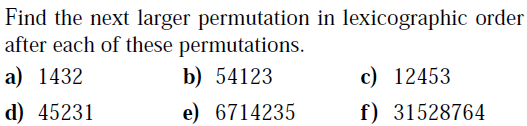 Find the next larger permutation in lexicographic order
after each of these permutations.
a) 1432 b) 54123 c) 12453
d) 45231 e) 6714235 f) 31528764